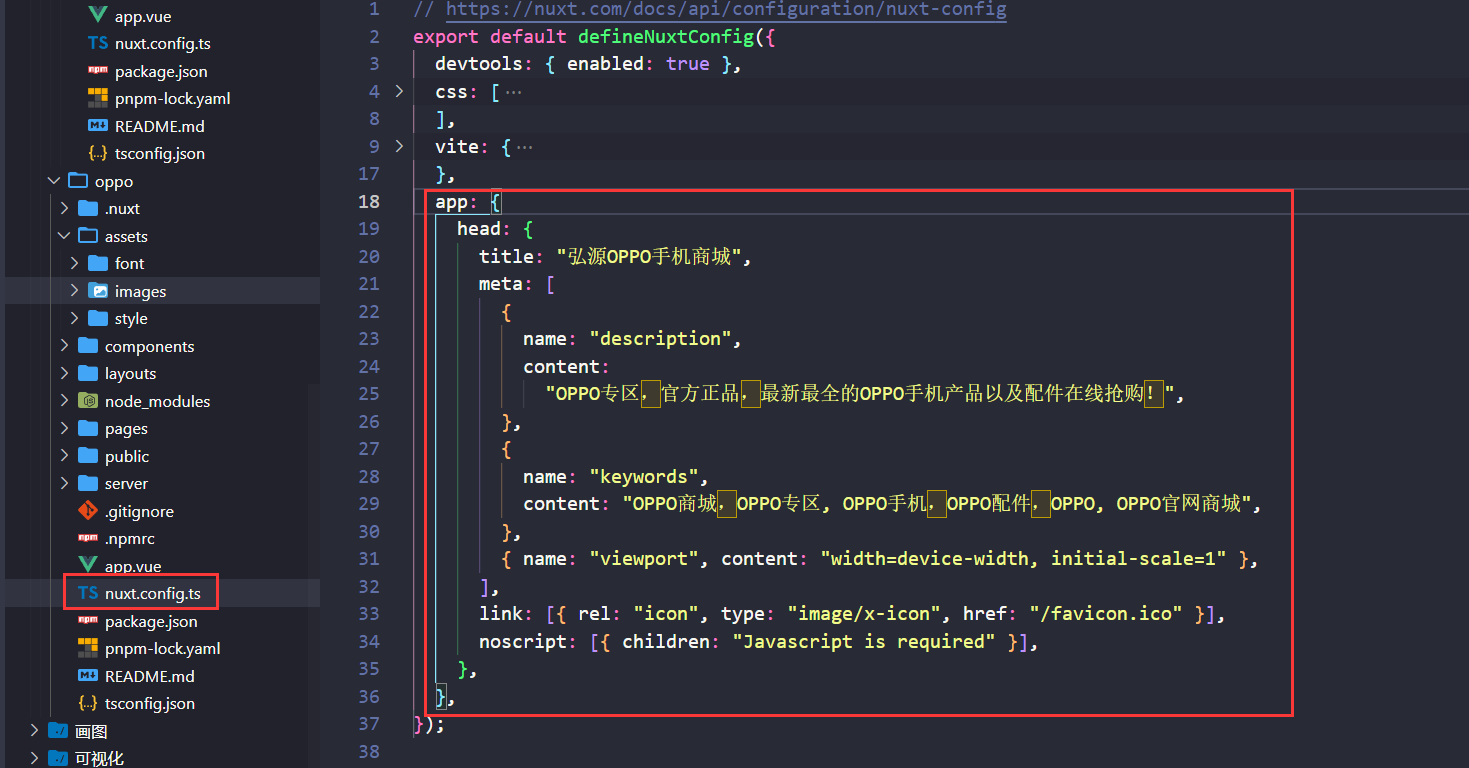 app.vue
TS nuxt.config.ts
npm package.json
pnpm-lock.yaml
M↓ README.md
{..} tsconfig.json
oppo
.nuxt
assets
font
images
style
components
layouts
node_modules
pages
public
server
.gitignore
npm .npmrc
app.vue
TS nuxt.config.ts
npm package.json
pnpm-lock.yaml
M↓ README.md
{..} tsconfig.json
画图
可视化
1 // https://nuxt.com/docs/api/configuration/nuxt-config
2 export default defineNuxtConfig({
3 devtools: { enabled: true },
4 css: [ ···
8 ],
9 vite: { ···
17 },
18 app: {
19 head: {
20 title: "弘源OPPO手机商城",
21 meta: [
22 {
23 name: "description",
24 content:
25 "OPPO专区，官方正品，最新最全的OPPO手机产品以及配件在线抢购！",
26 },
27 {
28 name: "keywords",
29 content: "OPPO商城，OPPO专区, OPPO手机，OPPO配件，OPPO, OPPO官网商城",
30 },
31 { name: "viewport", content: "width=device-width, initial-scale=1" },
32 ],
33 link: [{ rel: "icon", type: "image/x-icon", href: "/favicon.ico" }],
34 noscript: [{ children: "Javascript is required" }],
35 },
36 },
37 });
38